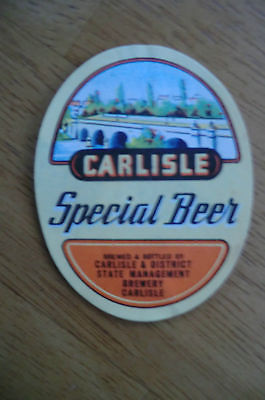 CARLISLE
Special Beer
BREWED & BOTTLED BY
CARLISLE & DISTRICT
STATE MANAGEMENT
BREWERY
CARLISLE